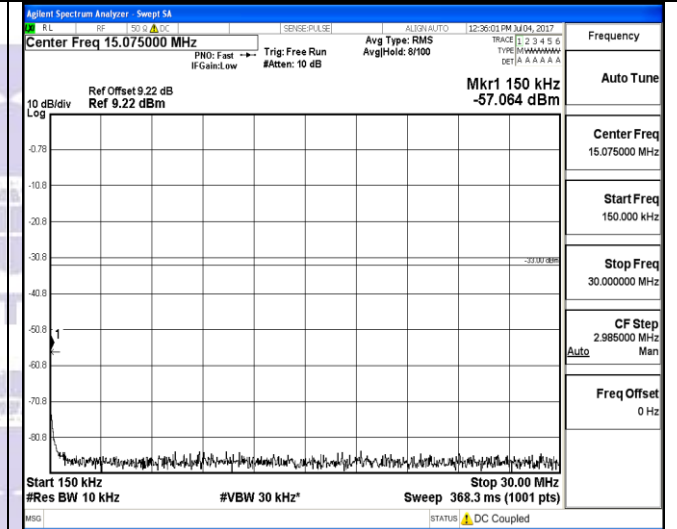 Agilent Spectrum Analyzer - Swept SA
RL RF 50 Ω DC SENSE:PULSE ALIGN AUTO 12:36:01 PM Jul 04, 2017
Center Freq 15.075000 MHz
PNO: Fast
IFGain:Low
Trig: Free Run
#Atten: 10 dB
Avg Type: RMS
Avg|Hold: 8/100
TRACE 1 2 3 4 5 6
TYPE M
DET A A A A A A
Ref Offset 9.22 dB
10 dB/div Ref 9.22 dBm
Log
Mkr1 150 kHz
-57.064 dBm
-0.78
-10.8
-20.8
-30.8
-33.00 dBm
-40.8
-50.8
1
-60.8
-70.8
-80.8
Start 150 kHz
Stop 30.00 MHz
#Res BW 10 kHz #VBW 30 kHz* Sweep 368.3 ms (1001 pts)
MSG STATUS DC Coupled
Frequency
Auto Tune
Center Freq
15.075000 MHz
Start Freq
150.000 kHz
Stop Freq
30.000000 MHz
CF Step
2.985000 MHz
Auto Man
Freq Offset
0 Hz